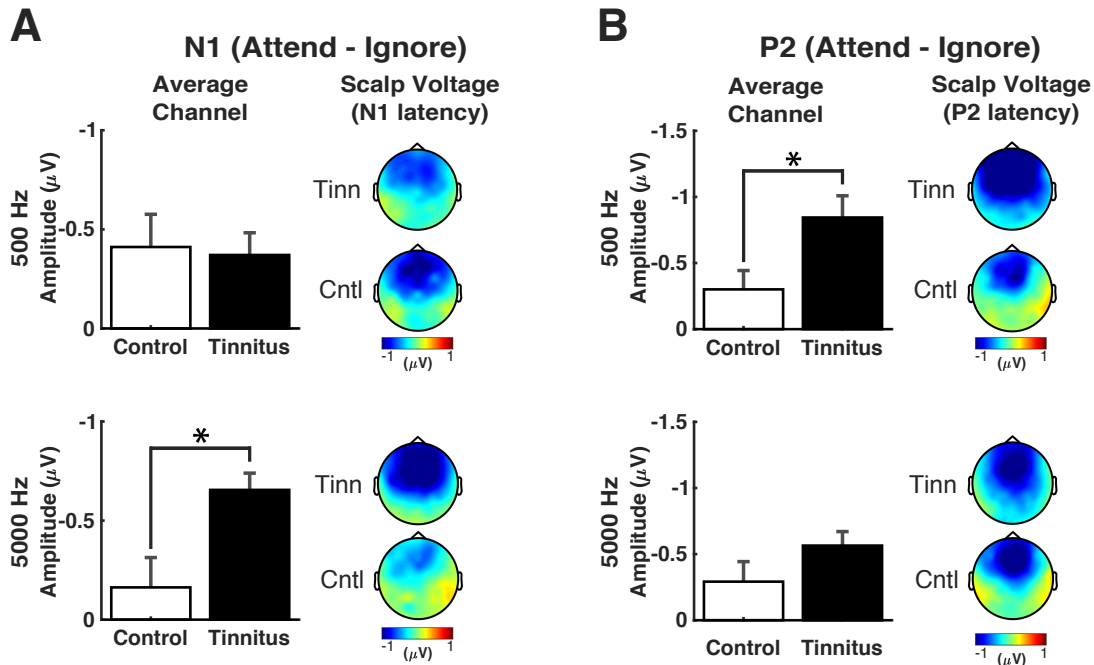 A
N1 (Attend - Ignore)
Average
Channel
Scalp Voltage
(N1 latency)
500 Hz
Amplitude (μV)
-1
-0.5
0
Control
Tinnitus
Tinn
Cntl
-1
(μV)
1
5000 Hz
Amplitude (μV)
-1
-0.5
0
*
Control
Tinnitus
Tinn
Cntl
-1
(μV)
1
B
P2 (Attend - Ignore)
Average
Channel
Scalp Voltage
(P2 latency)
500 Hz
Amplitude (μV)
-1.5
-1
-0.5
0
*
Control
Tinnitus
Tinn
Cntl
-1
(μV)
1
5000 Hz
Amplitude (μV)
-1.5
-1
-0.5
0
Control
Tinnitus
Tinn
Cntl
-1
(μV)
1